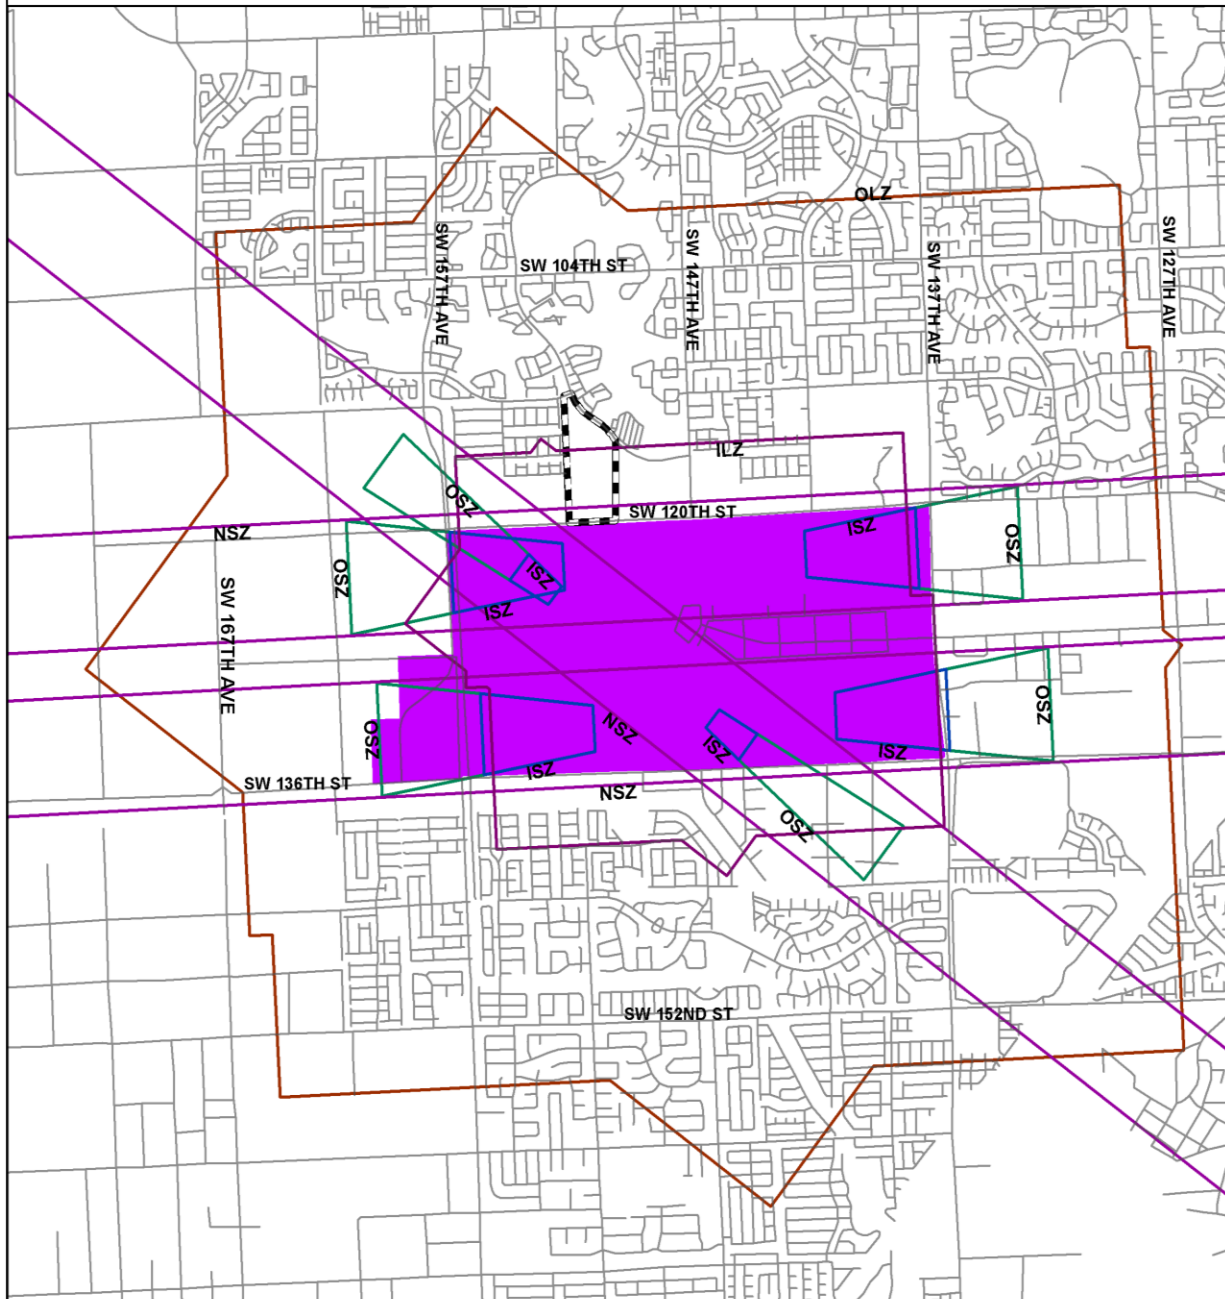 OLZ
SW 157TH AVE
SW 104TH ST
SW 147TH AVE
SW 137TH AVE
SW 127TH AVE
ILZ
OSZ
SW 120TH ST
NSZ
ISZ
OSZ
OSZ
ISZ
ISZ
SW 167TH AVE
OSZ
NSZ
OSZ
ISZ
ISZ
ISZ
SW 136TH ST
NSZ
OSZ
SW 152ND ST